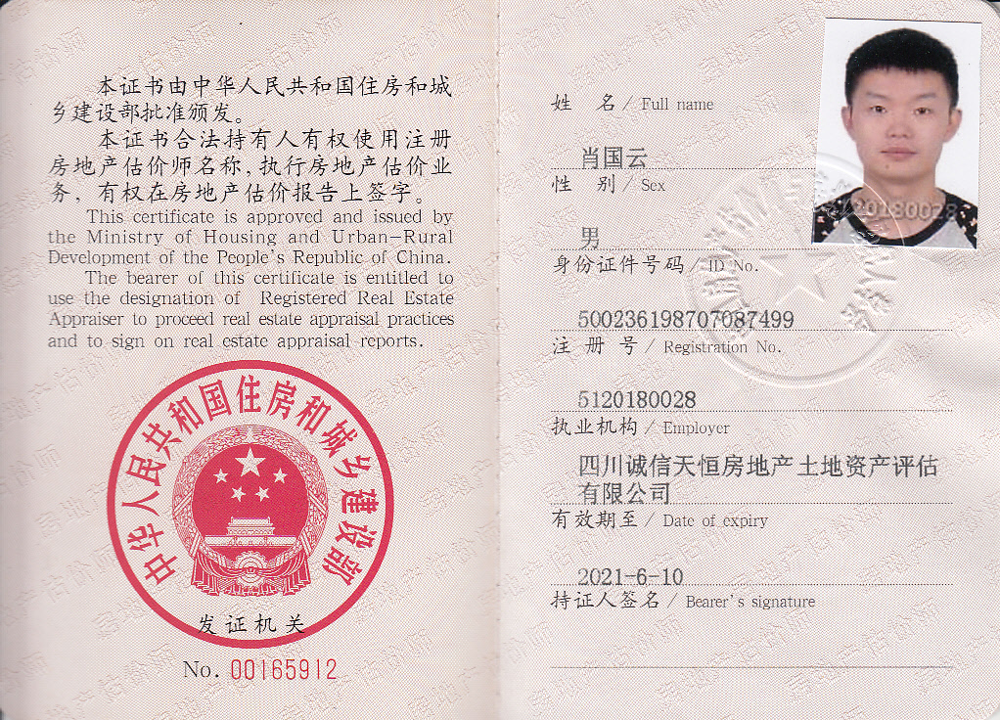 本证书由中华人民共和国住房和城
乡建设部批准颁发。
本证书合法持有人有权使用注册
房地产估价师名称，执行房地产估价业
务，有权在房地产估价报告上签字。
This certificate is approved and issued by
the Ministry of Housing and Urban-Rural
Development of the People's Republic of China.
The bearer of this certificate is entitled to
use the designation of Registered Real Estate
Appraiser to proceed real estate appraisal practices
and to sign on real estate appraisal reports.
中华人民共和国住房和城乡建设部
发证机关
No. 00165912
姓 名 / Full name
肖国云
性 别 / Sex
男
身份证件号码 / ID No.
500236198707087499
注 册 号 / Registration No.
5120180028
执业机构 / Employer
四川诚信天恒房地产土地资产评估
有限公司
有效期至 / Date of expiry
2021-6-10
持证人签名 / Bearer's signature